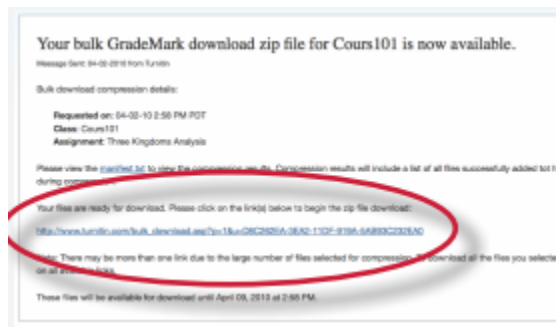 Your bulk GradeMark download zip file for Cours101 is now available.
Message Sent: 04-02-2010 from Turnitin
Bulk download compression details:
Requested on: 04-02-10 2:58 PM PDT
Class: Cours101
Assignment: Three Kingdoms Analysis
Please view the manifest.txt to view the compression results. Compression results will include a list of all files successfully added tot
during
Your files are ready for download. Please click on the link(s) below to begin the zip file download:
Note: There may be more than one link due to the large number of files selected for compression. To download all the files you selecte
on all available links.
These files will be available for download until April 09, 2010 at 2:58 PM.